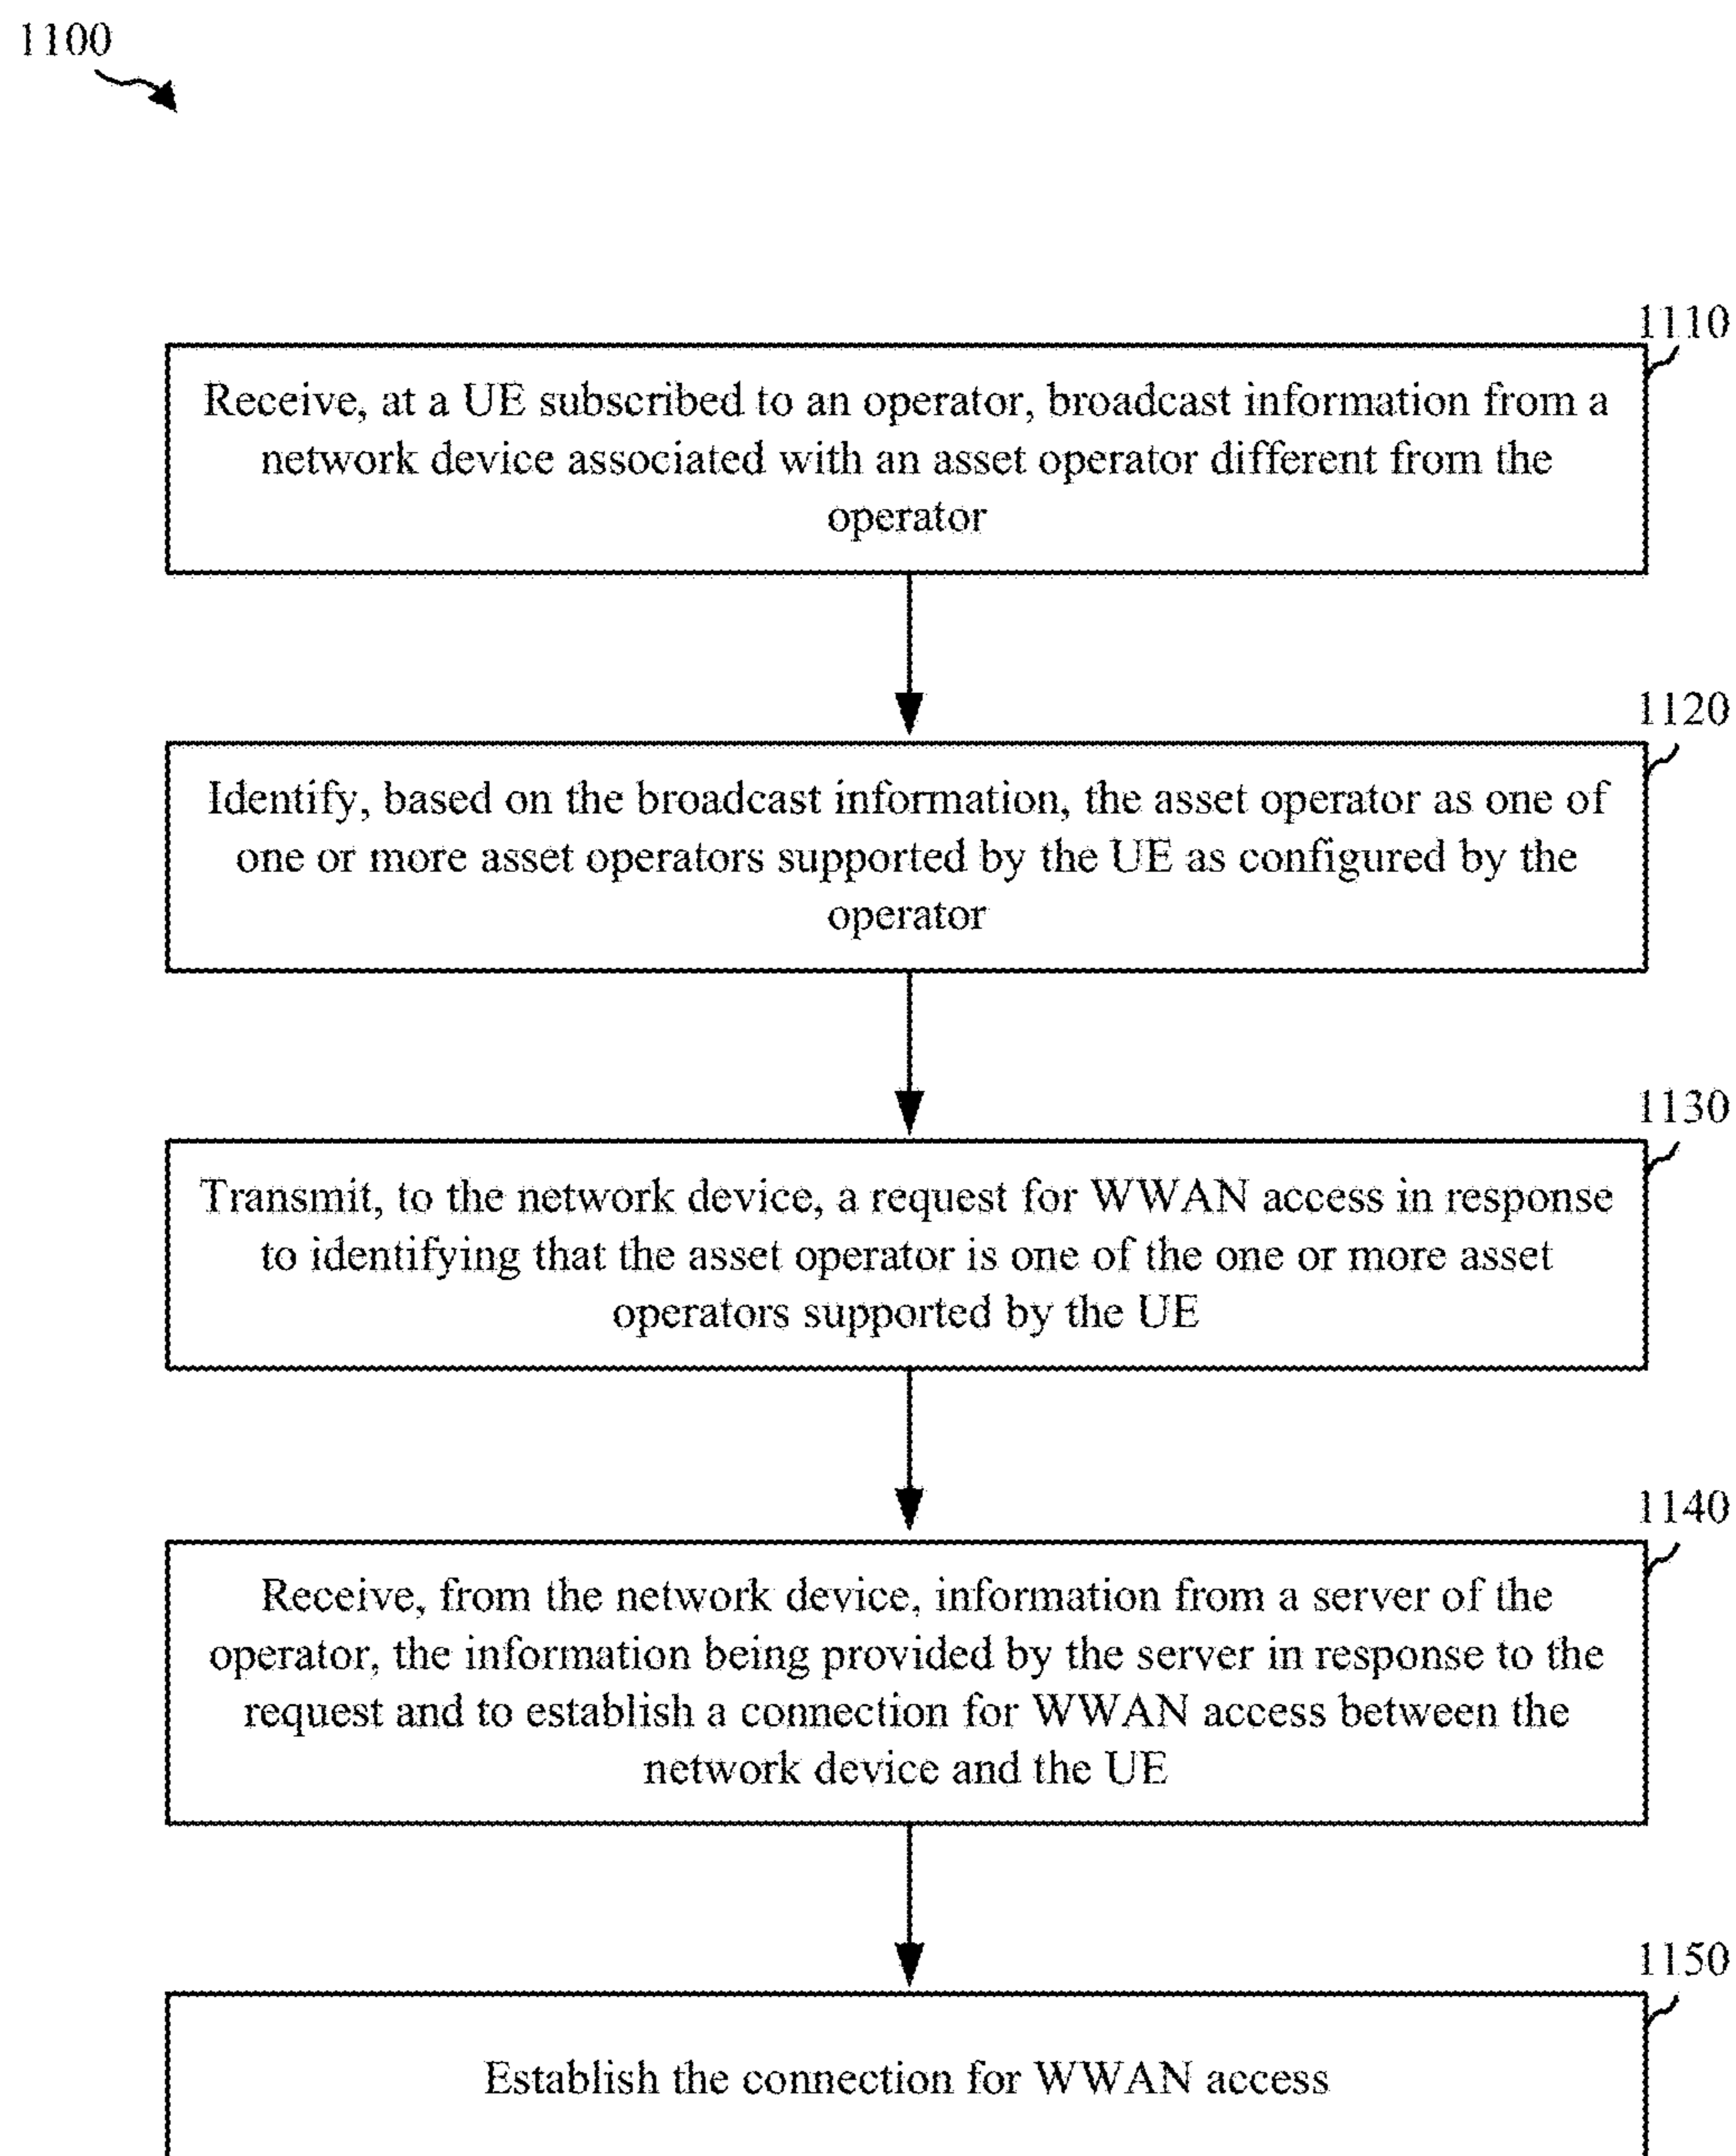 1100
1110
Receive, at a UE subscribed to an operator, broadcast information from a
network device associated with an asset operator different from the
operator
1120
Identify, based on the broadcast information, the asset operator as one of
one or more asset operators supported by the UE as configured by the
operator
1130
Transmit, to the network device, a request for WWAN access in response
to identifying that the asset operator is one of the one or more asset
operators supported by the UE
1140
Receive, from the network device, information from a server of the
operator, the information being provided by the server in response to the
request and to establish a connection for WWAN access between the
network device and the UE
1150
Establish the connection for WWAN access